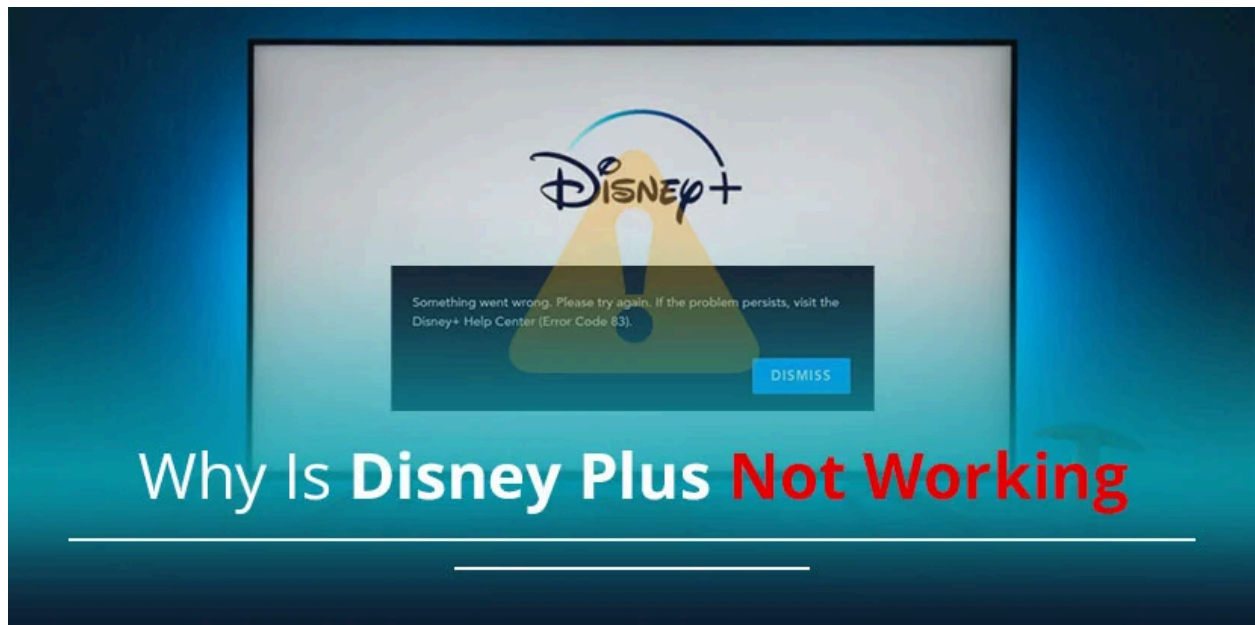 Disney+
Something went wrong. Please try again. If the problem persists, visit the
Disney+ Help Center (Error Code 83).
DISMISS
Why Is Disney Plus Not Working